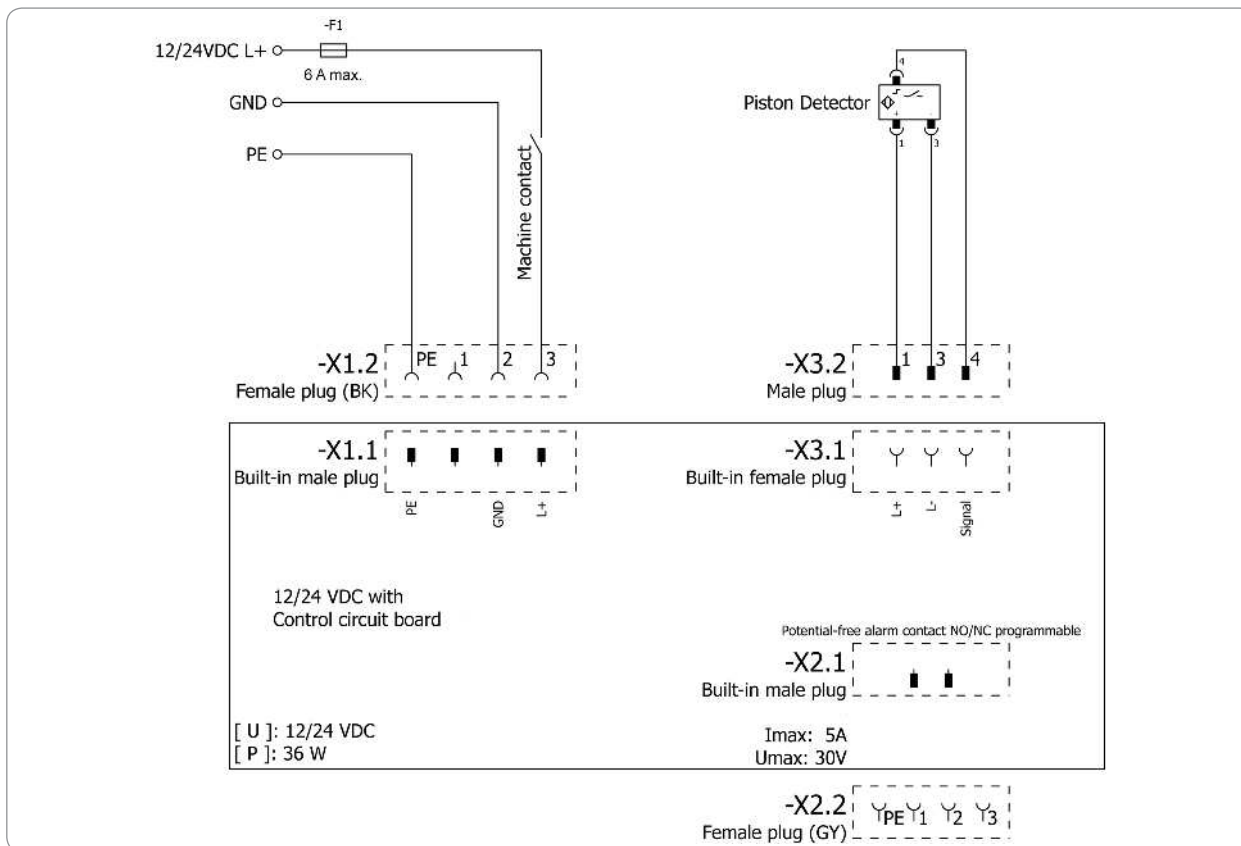 -F1
12/24VDC L+
6 A max.
GND
PE
Machine contact
Piston Detector
4
+ -
1 3
-X1.2 PE 1 2 3
Female plug (BK)
-X3.2 1 3 4
Male plug
-X1.1
Built-in male plug
PE GND L+
-X3.1
Built-in female plug
L+ L- Signal
12/24 VDC with
Control circuit board
Potential-free alarm contact NO/NC programmable
-X2.1
Built-in male plug
[ U ]: 12/24 VDC
[ P ]: 36 W
Imax: 5A
Umax: 30V
-X2.2 PE 1 2 3
Female plug (GY)